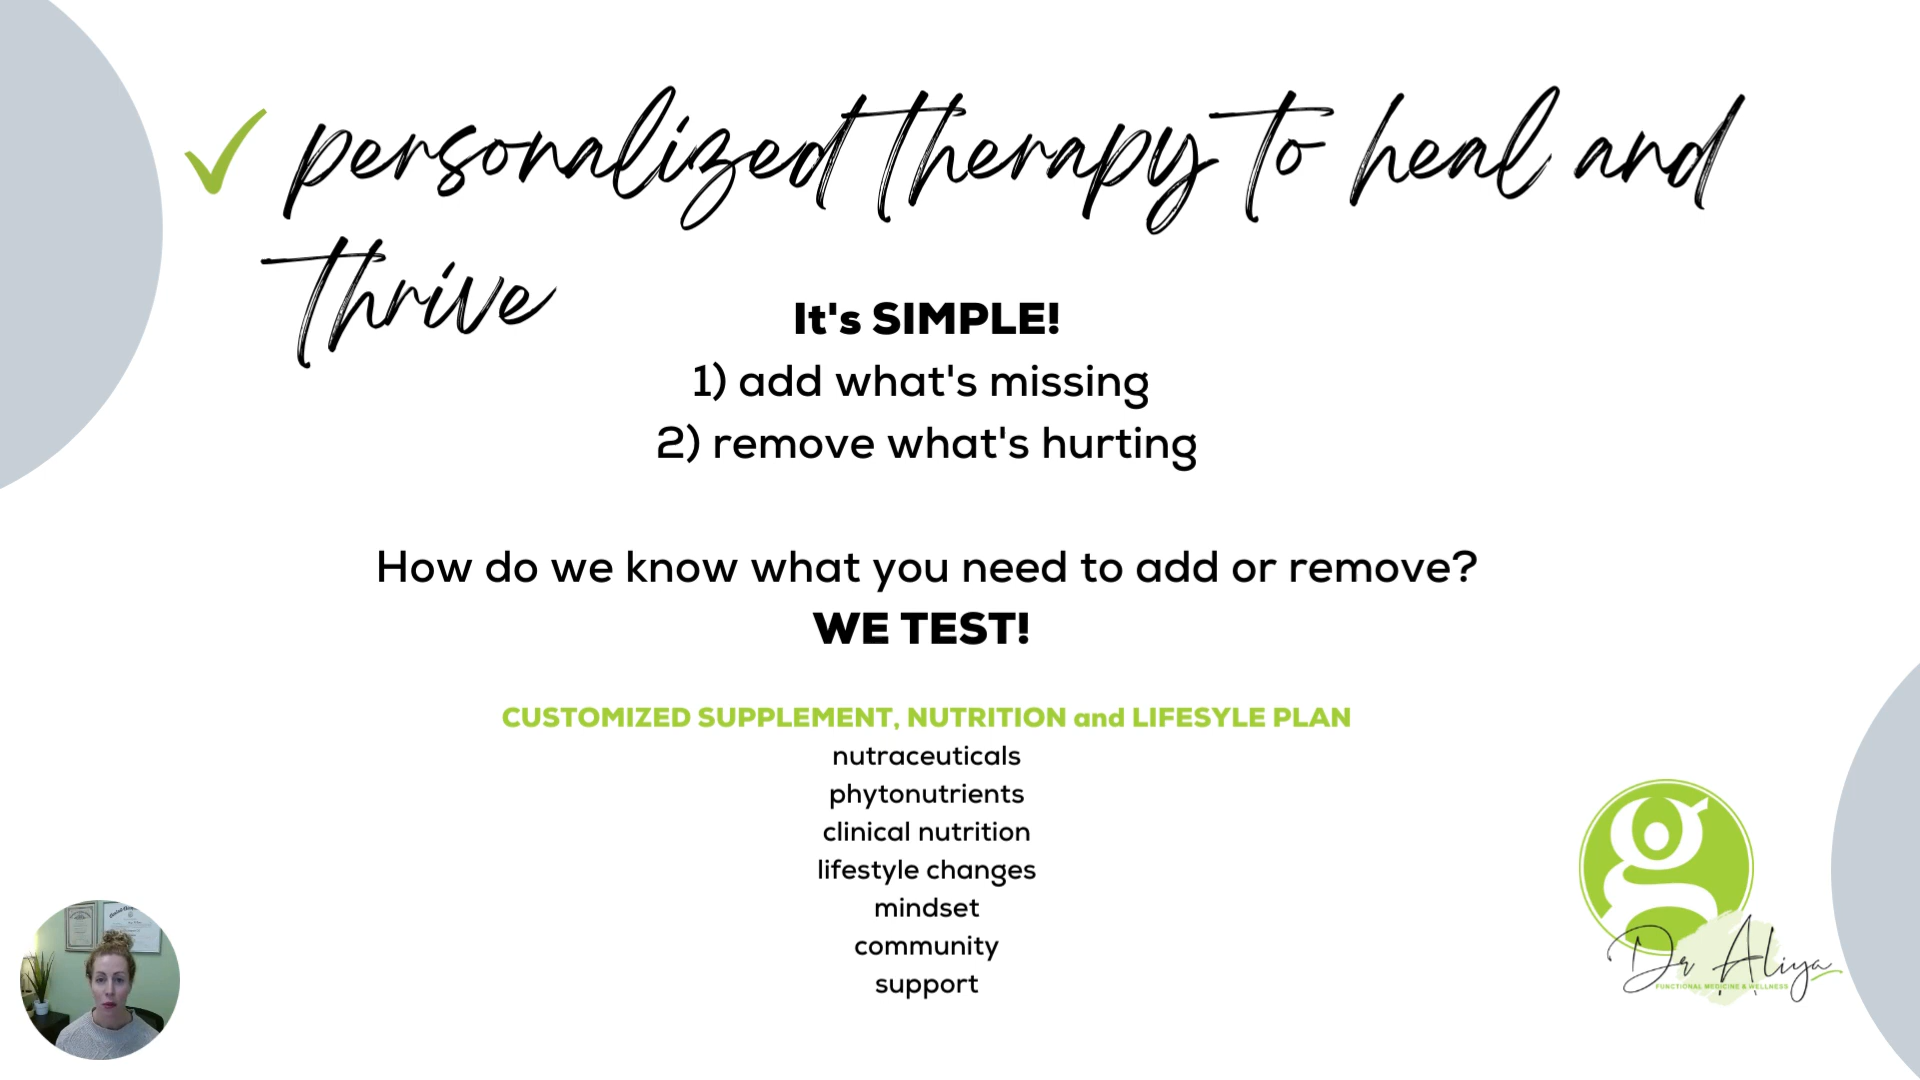 ✓ personalized therapy to heal and
thrive
It's SIMPLE!
1) add what's missing
2) remove what's hurting
How do we know what you need to add or remove?
WE TEST!
CUSTOMIZED SUPPLEMENT, NUTRITION and LIFESYLE PLAN
nutraceuticals
phytonutrients
clinical nutrition
lifestyle changes
mindset
community
support
g
Dr Aliya
FUNCTIONAL MEDICINE & WELLNESS